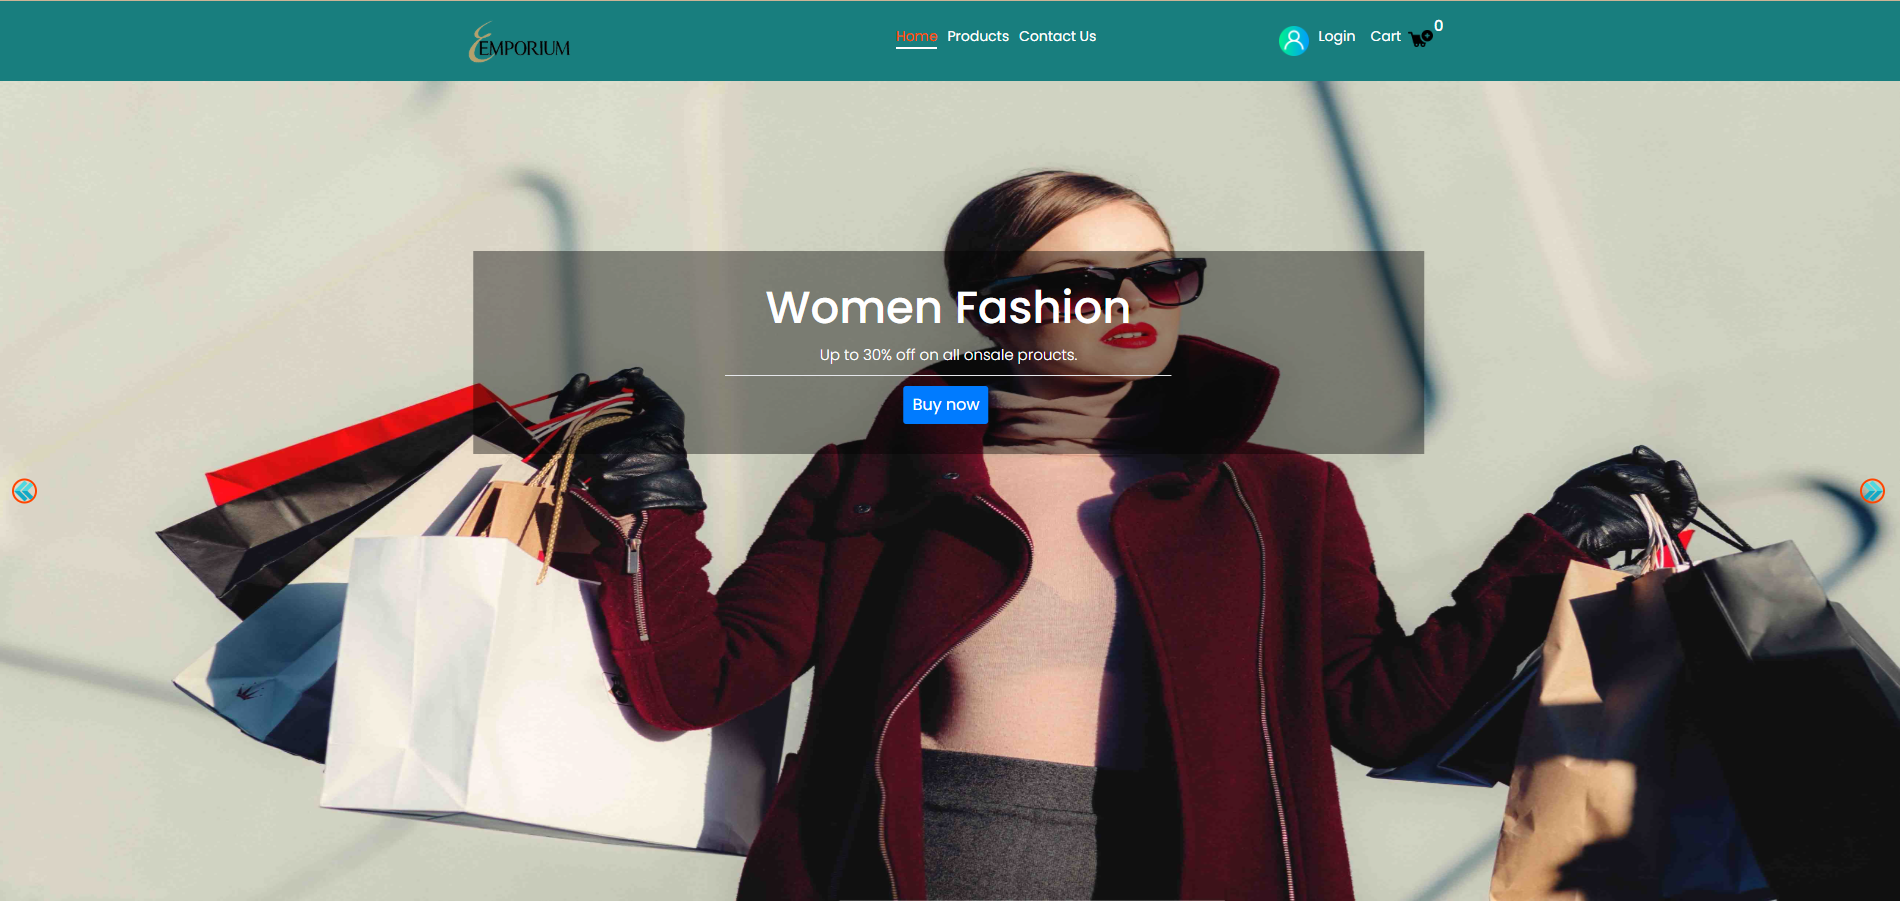 EMPORIUM
Home Products Contact Us
Login Cart 0
Women Fashion
Up to 30% off on all onsale proucts.
Buy now